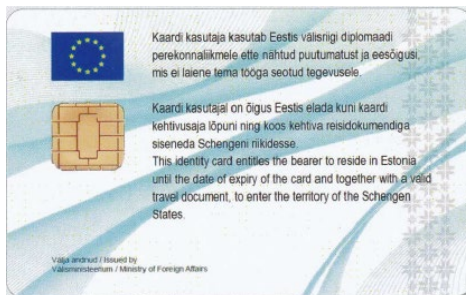 Kaardi kasutaja kasutab Eestis välisriigi diplomaadi
perekonnaliikmele ette nähtud puutumatust ja eesõigusi,
mis ei laiene tema tööga seotud tegevusele.
Kaardi kasutajal on õigus Eestis elada kuni kaardi
kehtivusaja lõpuni ning koos kehtiva reisidokumendiga
siseneda Schengeni riikidesse.
This identity card entitles the bearer to reside in Estonia
until the date of expiry of the card and together with a valid
travel document, to enter the territory of the Schengen
States.
Välja andnud / Issued by
Välisministeerium / Ministry of Foreign Affairs